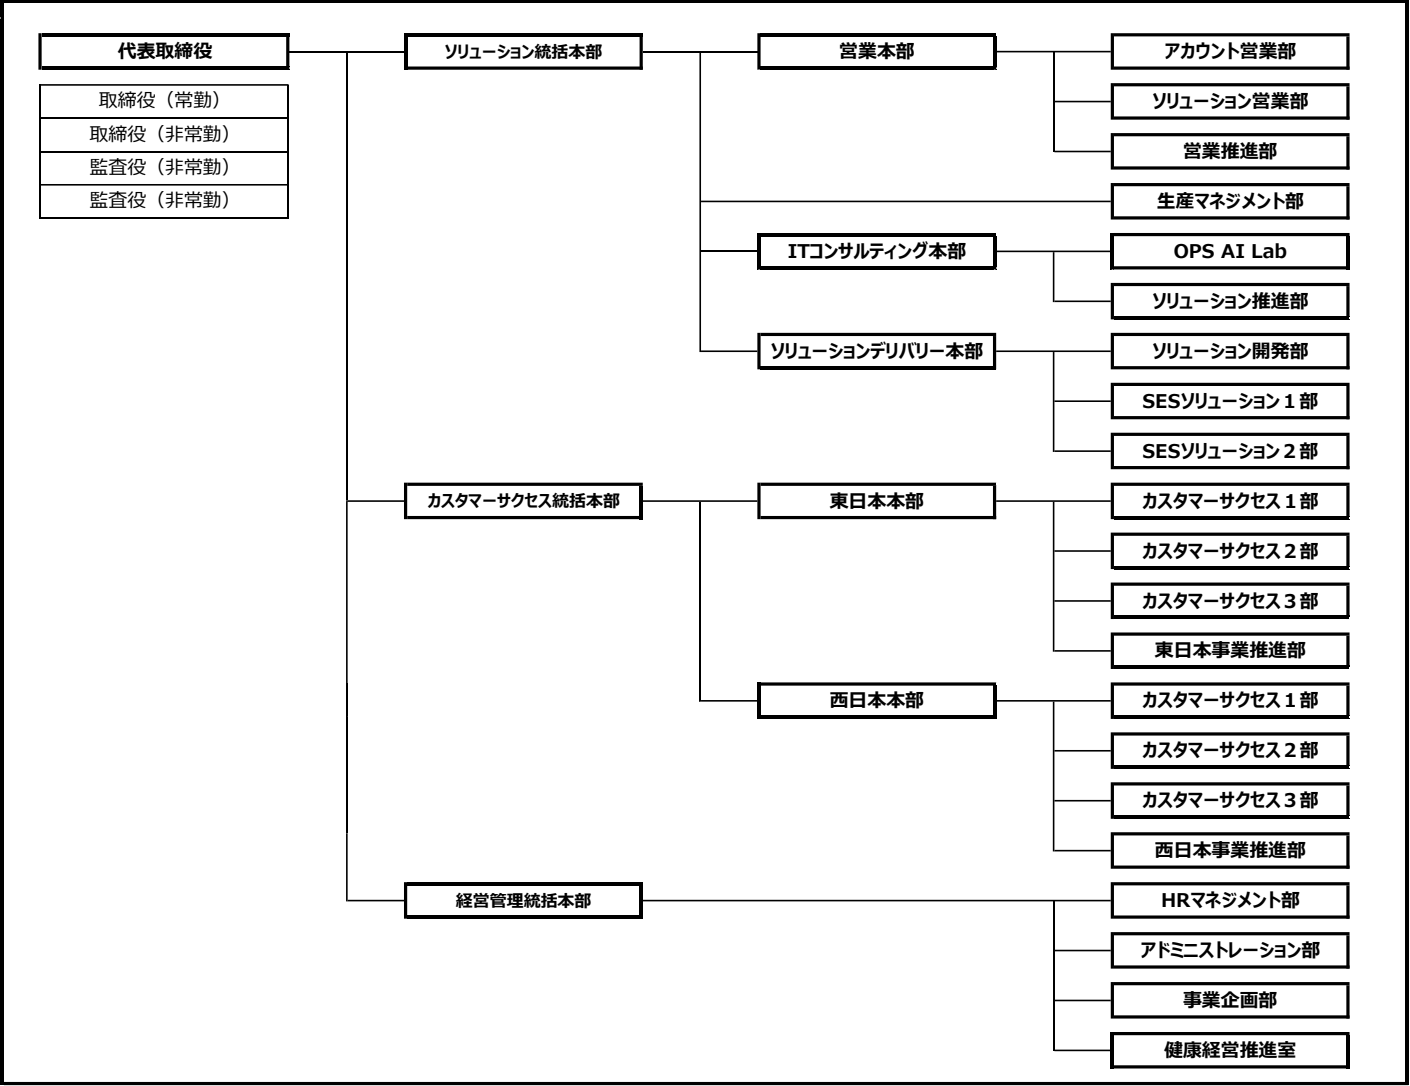 代表取締役
取締役（常勤）
取締役（非常勤）
監査役（非常勤）
監査役（非常勤）
ソリューション統括本部
営業本部
アカウント営業部
ソリューション営業部
営業推進部
生産マネジメント部
ITコンサルティング本部
OPS AI Lab
ソリューション推進部
ソリューションデリバリー本部
ソリューション開発部
SESソリューション１部
SESソリューション２部
カスタマーサクセス統括本部
東日本本部
カスタマーサクセス１部
カスタマーサクセス２部
カスタマーサクセス３部
東日本事業推進部
西日本本部
カスタマーサクセス１部
カスタマーサクセス２部
カスタマーサクセス３部
西日本事業推進部
経営管理統括本部
HRマネジメント部
アドミニストレーション部
事業企画部
健康経営推進室